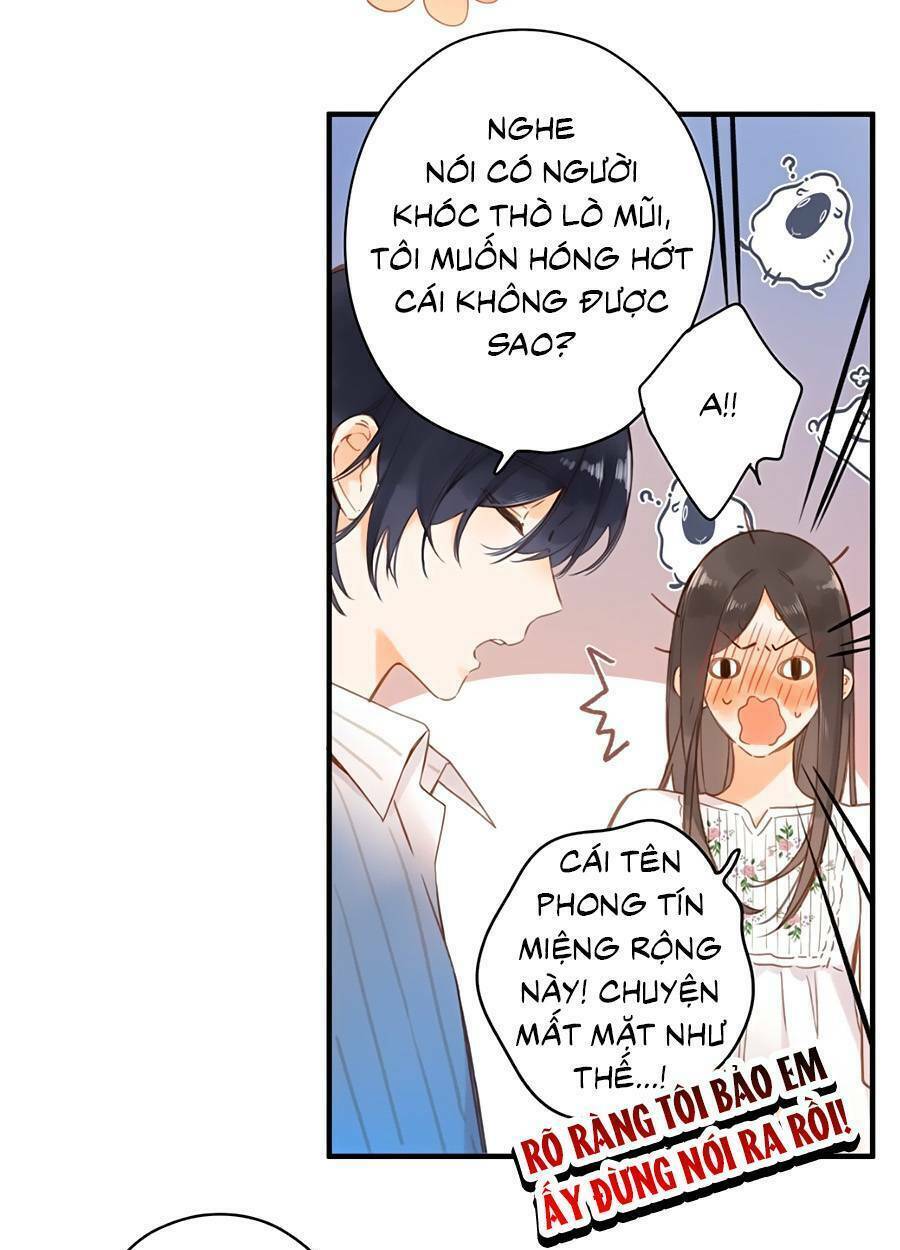 NGHE
NÓI CÓ NGƯỜI
KHÓC THÒ LÒ MŨI,
TÔI MUỐN HÓNG HỚT
CÁI KHÔNG ĐƯỢC
SAO?
A!!
CÁI TÊN
PHONG TÍN
MIỆNG RỘNG
NÀY! CHUYỆN
MẤT MẶT NHƯ
THẾ...!
RÕ RÀNG TÔI BẢO EM
ẤY ĐỪNG NÓI RA RỒI!